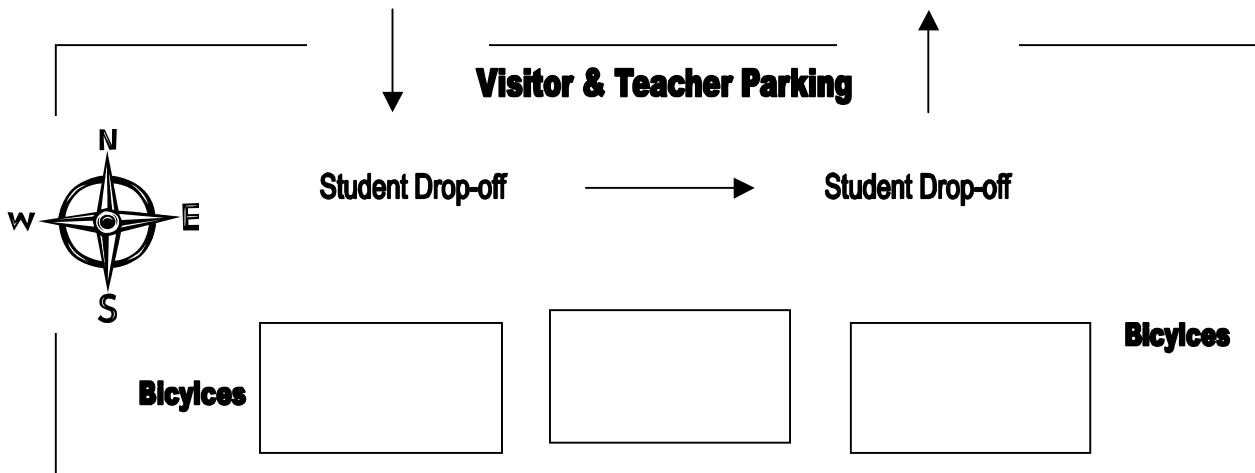 Visitor & Teacher Parking
N
Student Drop-off
Student Drop-off
W
E
S
Bicylces
Bicylces